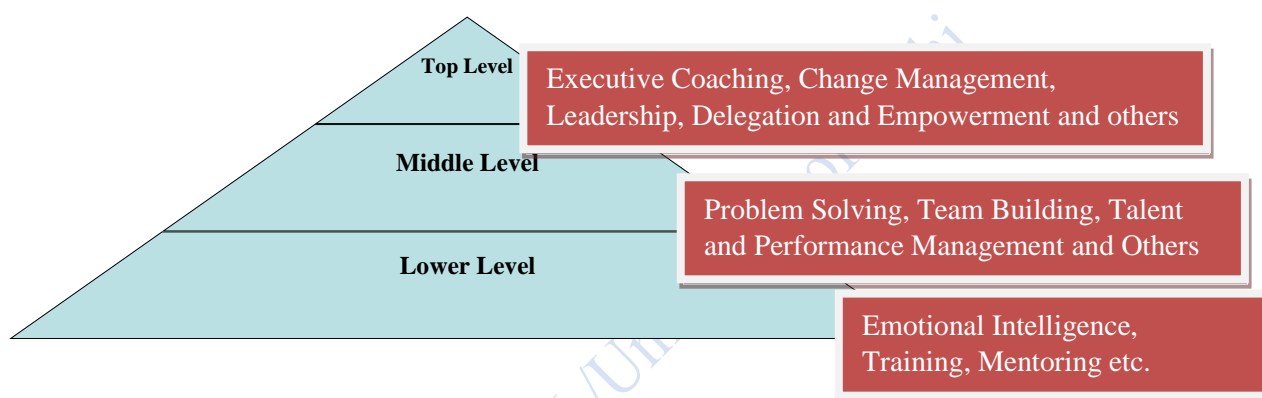 Top Level
Executive Coaching, Change Management,
Leadership, Delegation and Empowerment and others
Middle Level
Problem Solving, Team Building, Talent
and Performance Management and Others
Lower Level
Emotional Intelligence,
Training, Mentoring etc.